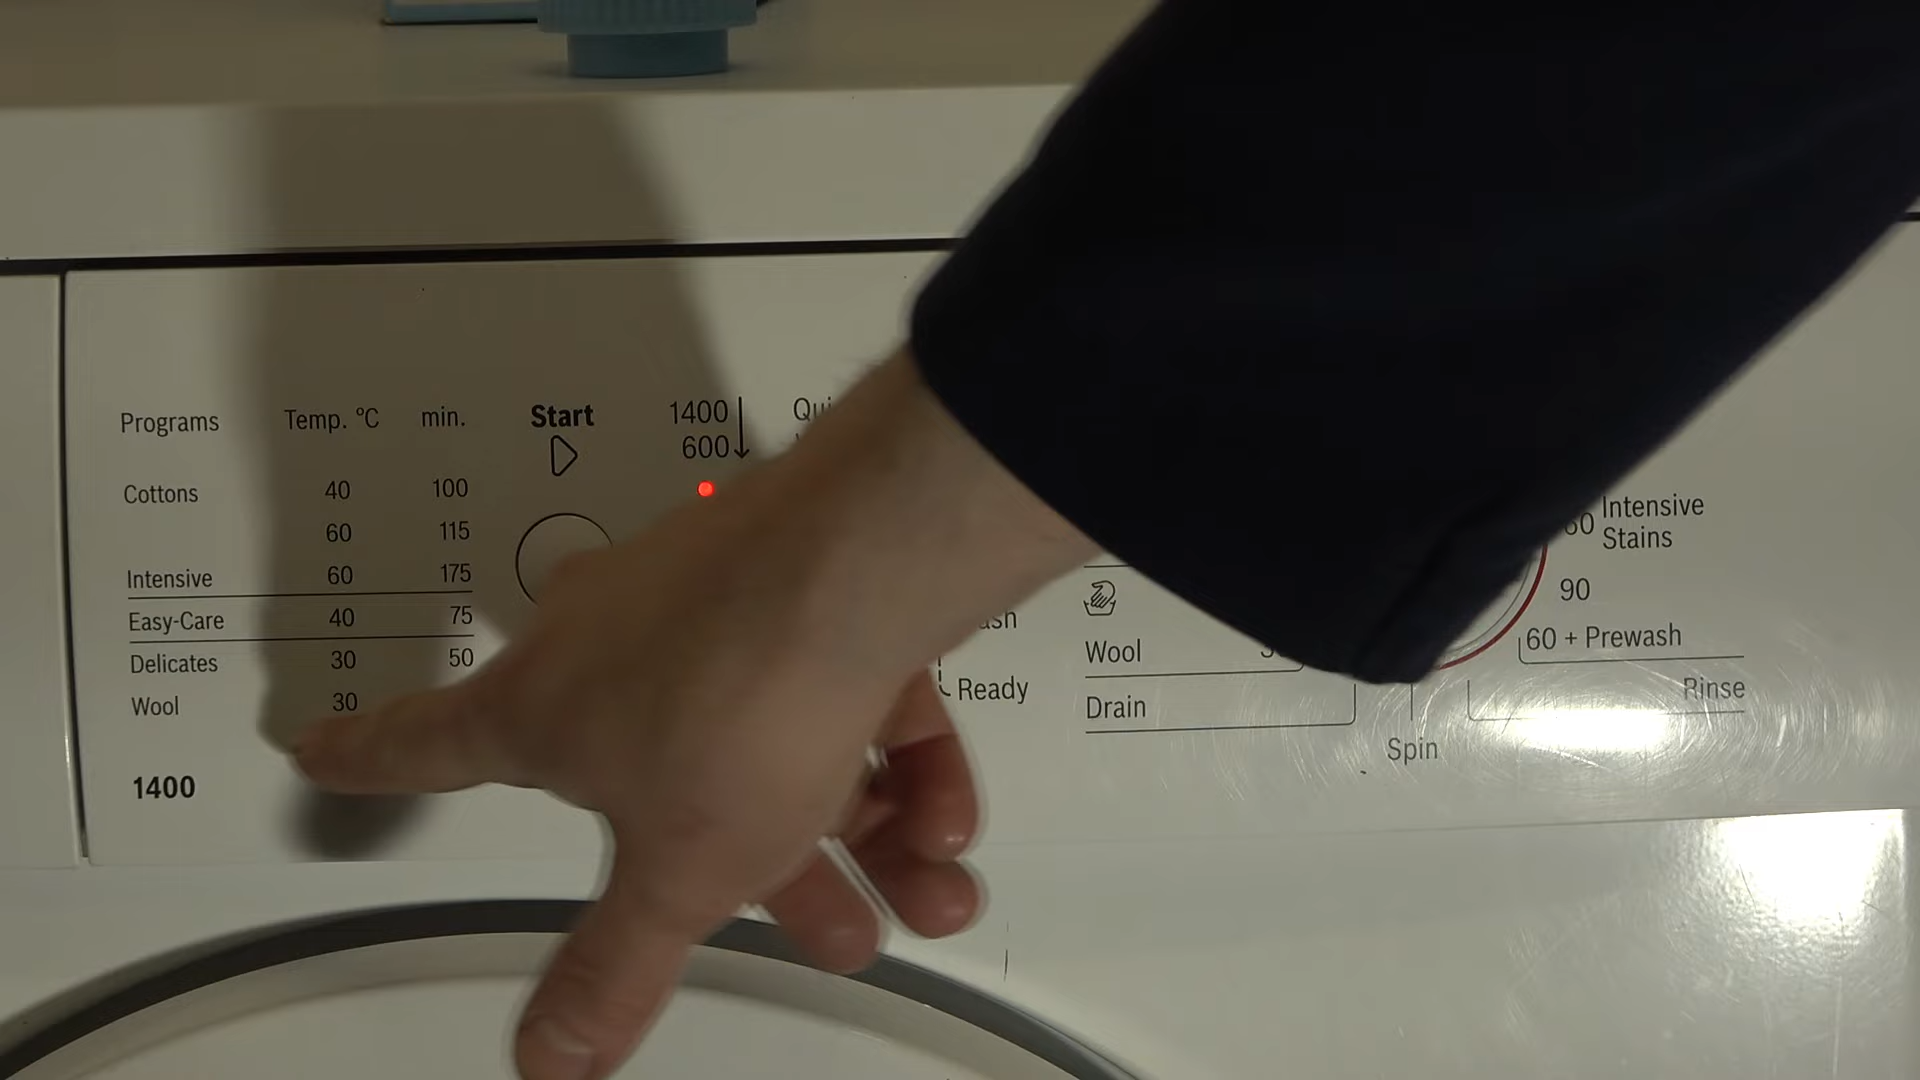 Programs Temp. °C min.
Cottons 40 100
60 115
Intensive 60 175
Easy-Care 40 75
Delicates 30 50
Wool 30
1400
Start
1400
600
Ready
Wool
Drain
Spin
Intensive
Stains
90
60 + Prewash
Rinse